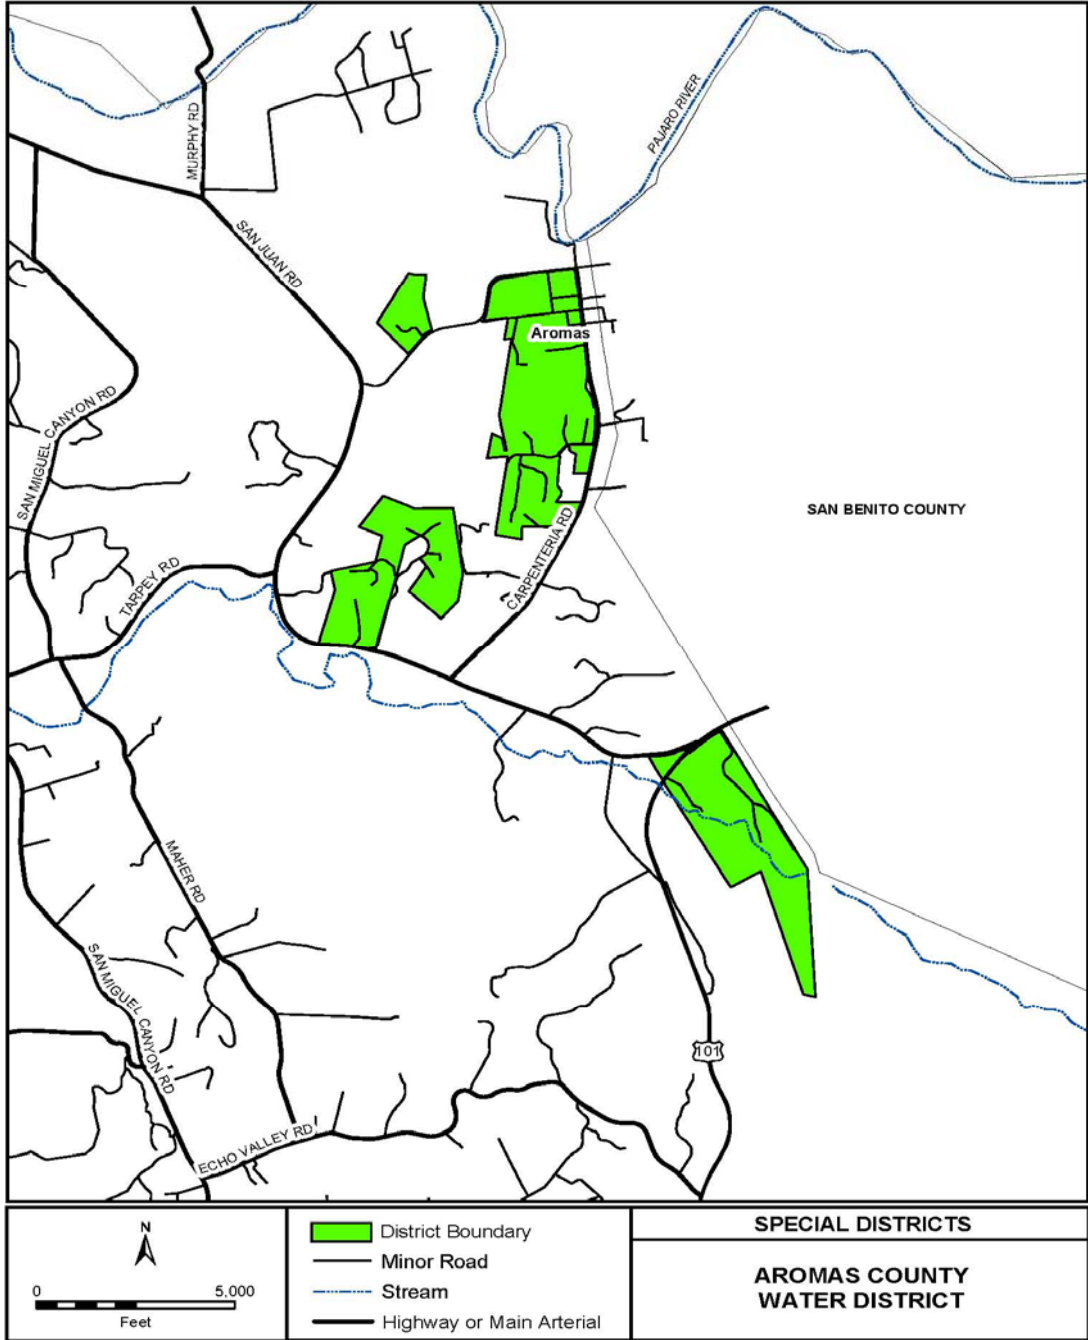 MURPHY RD
PAJARO RIVER
SAN JUAN RD
Aromas
SAN MIGUEL CANYON RD
SAN BENITO COUNTY
CARPENTERIA RD
TARPEY RD
MAHER RD
SAN MIGUEL CANYON RD
101
ECHO VALLEY RD
N
0 5,000
Feet
District Boundary
Minor Road
Stream
Highway or Main Arterial
SPECIAL DISTRICTS
AROMAS COUNTY
WATER DISTRICT